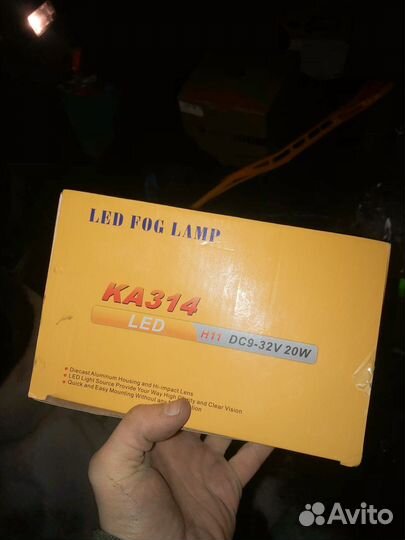 LED FOG LAMP
KA314
LED
H11 DC9-32V 20W
• Diecast Aluminum Housing and Hi-impact Lens
• LED Light Source Provide Your Way High Clarity and Clear Vision
• Quick and Easy Mounting Without any
Avito